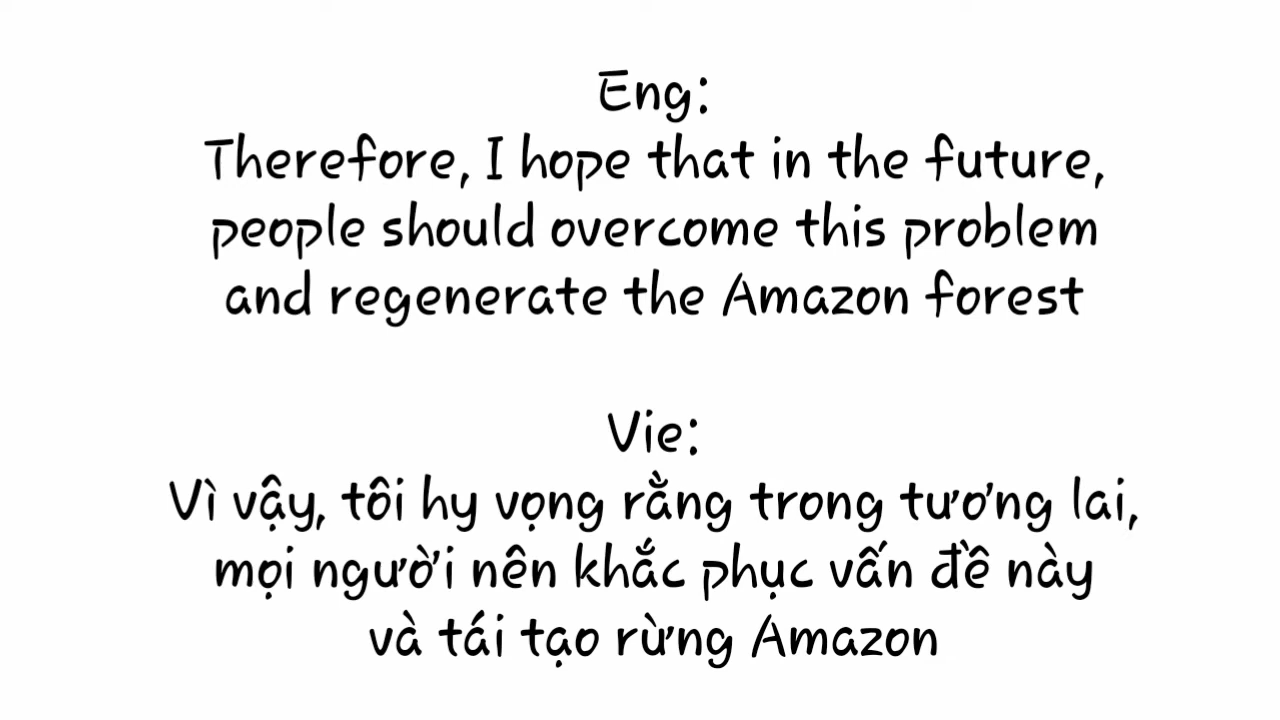 Eng:
Therefore, I hope that in the future,
people should overcome this problem
and regenerate the Amazon forest
Vie:
Vì vậy, tôi hy vọng rằng trong tương lai,
mọi người nên khắc phục vấn đề này
và tái tạo rừng Amazon